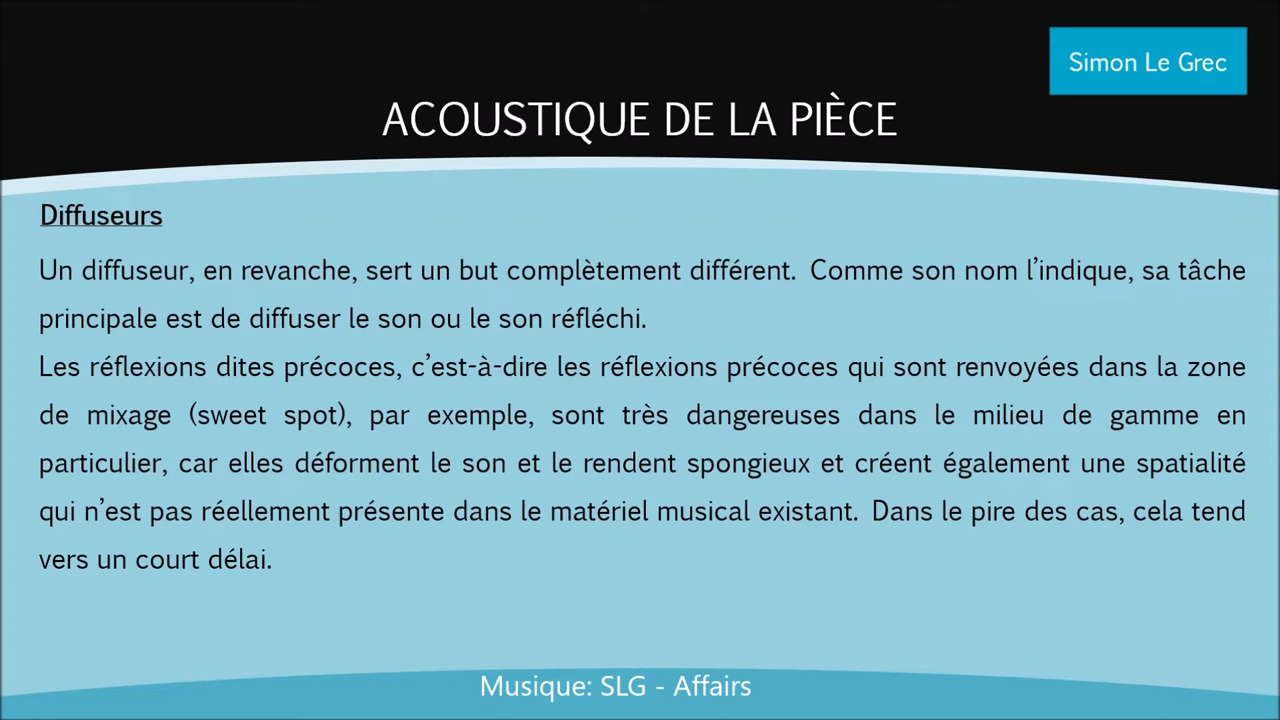 Simon Le Grec
ACOUSTIQUE DE LA PIÈCE
Diffuseurs
Un diffuseur, en revanche, sert un but complètement différent. Comme son nom l’indique, sa tâche
principale est de diffuser le son ou le son réfléchi.
Les réflexions dites précoces, c’est-à-dire les réflexions précoces qui sont renvoyées dans la zone
de mixage (sweet spot), par exemple, sont très dangereuses dans le milieu de gamme en
particulier, car elles déforment le son et le rendent spongieux et créent également une spatialité
qui n’est pas réellement présente dans le matériel musical existant. Dans le pire des cas, cela tend
vers un court délai.
Musique: SLG - Affairs